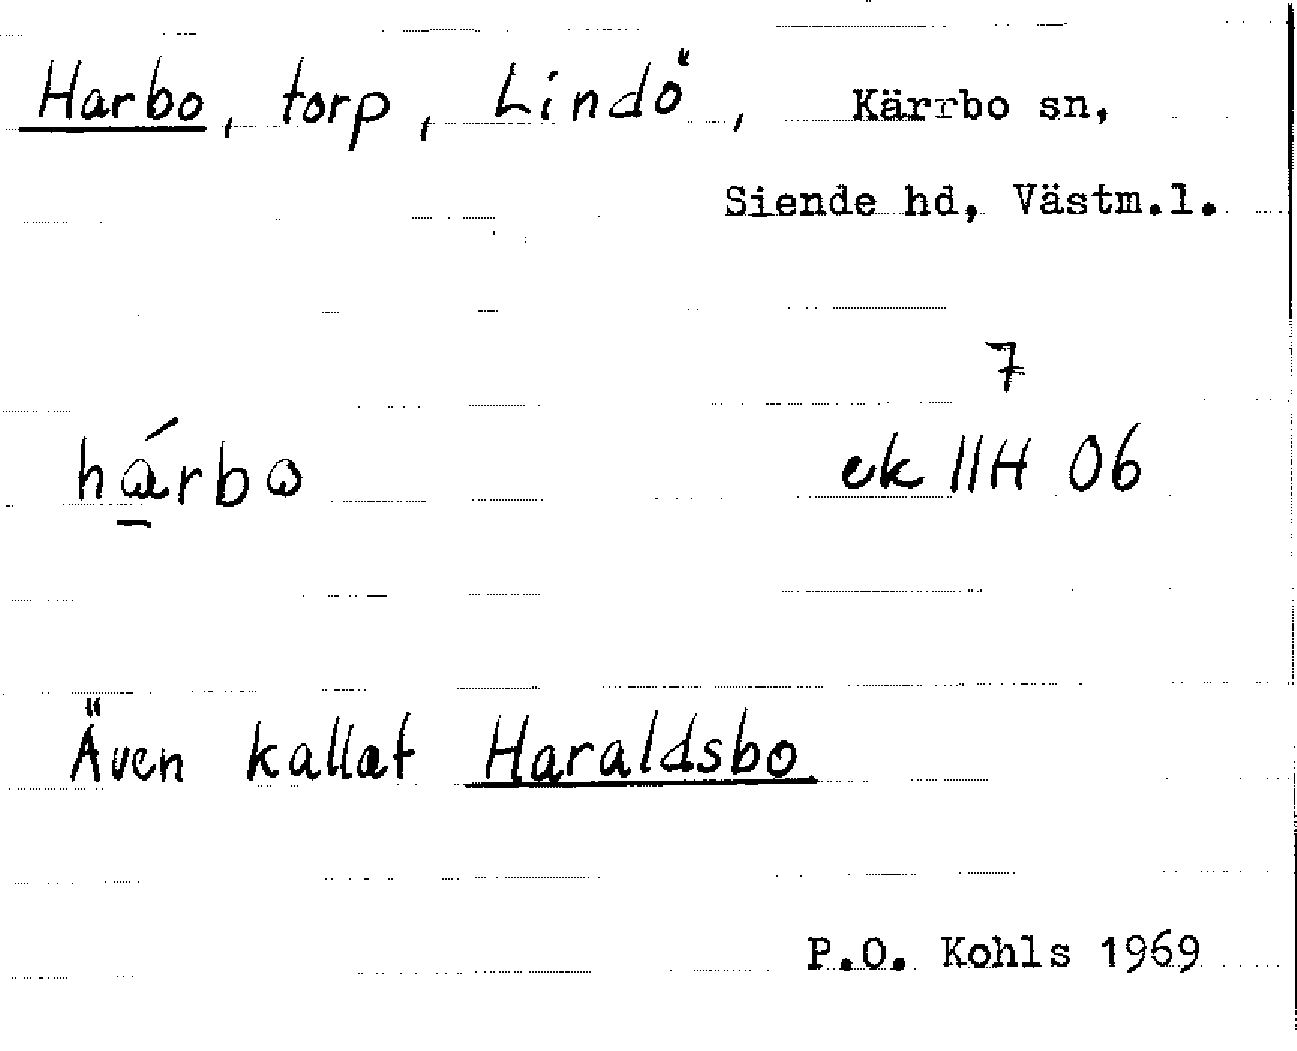 Harbo, torp, Lindö, Kärrbo sn,
Siende hd, Västm.l.
7
hárbo ek 11H 06
Även kallat Haraldsbo
P.O. Kohls 1969